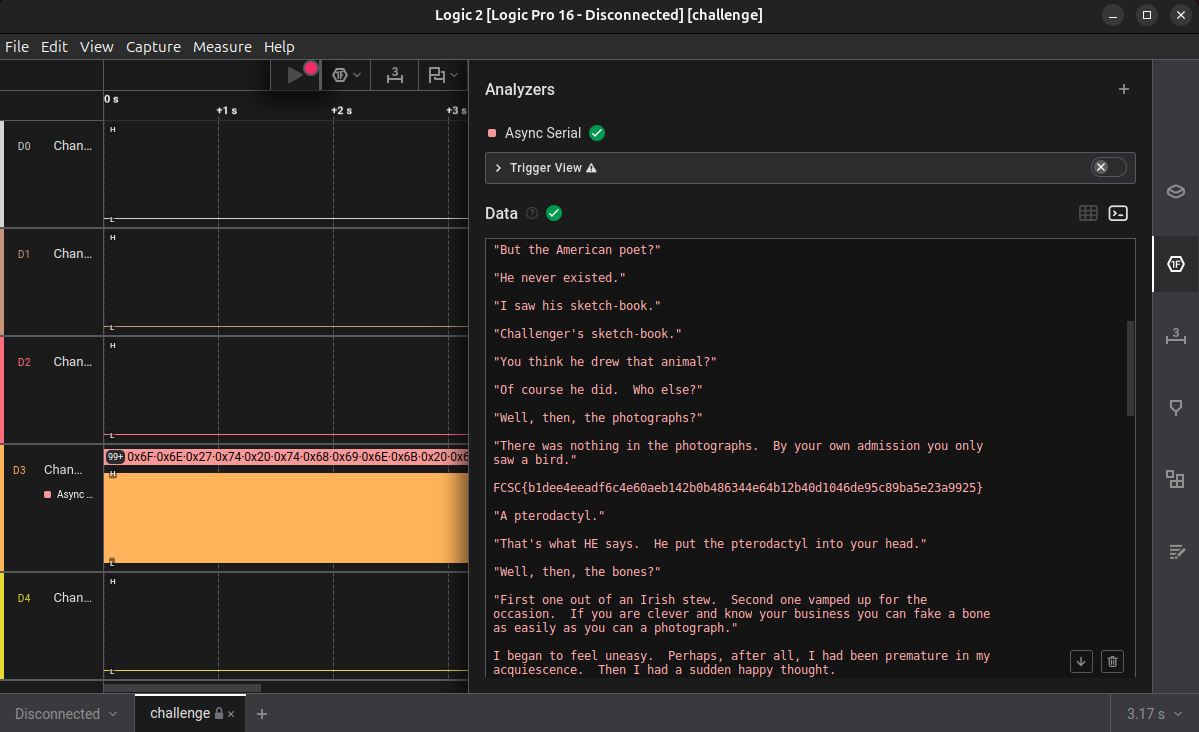 Logic 2 [Logic Pro 16 - Disconnected] [challenge]
File Edit View Capture Measure Help
0 s
+1 s +2 s +3 s
D0 Chan...
H
L
D1 Chan...
H
L
D2 Chan...
H
L
D3 Chan...
Async ...
99+ 0x6F·0x6E·0x27·0x74·0x20·0x74·0x68·0x69·0x6E·0x6B·0x20·0x6
H
L
D4 Chan...
H
L
Analyzers
Async Serial
Trigger View
Data
"But the American poet?"
"He never existed."
"I saw his sketch-book."
"Challenger's sketch-book."
"You think he drew that animal?"
"Of course he did.  Who else?"
"Well, then, the photographs?"
"There was nothing in the photographs.  By your own admission you only
saw a bird."
FCSC{b1dee4eeadf6c4e60aeb142b0b486344e64b12b40d1046de95c89ba5e23a9925}
"A pterodactyl."
"That's what HE says.  He put the pterodactyl into your head."
"Well, then, the bones?"
"First one out of an Irish stew.  Second one vamped up for the
occasion.  If you are clever and know your business you can fake a bone
as easily as you can a photograph."
I began to feel uneasy.  Perhaps, after all, I had been premature in my
acquiescence.  Then I had a sudden happy thought.
1F
3
1F
3
Disconnected
challenge
3.17 s